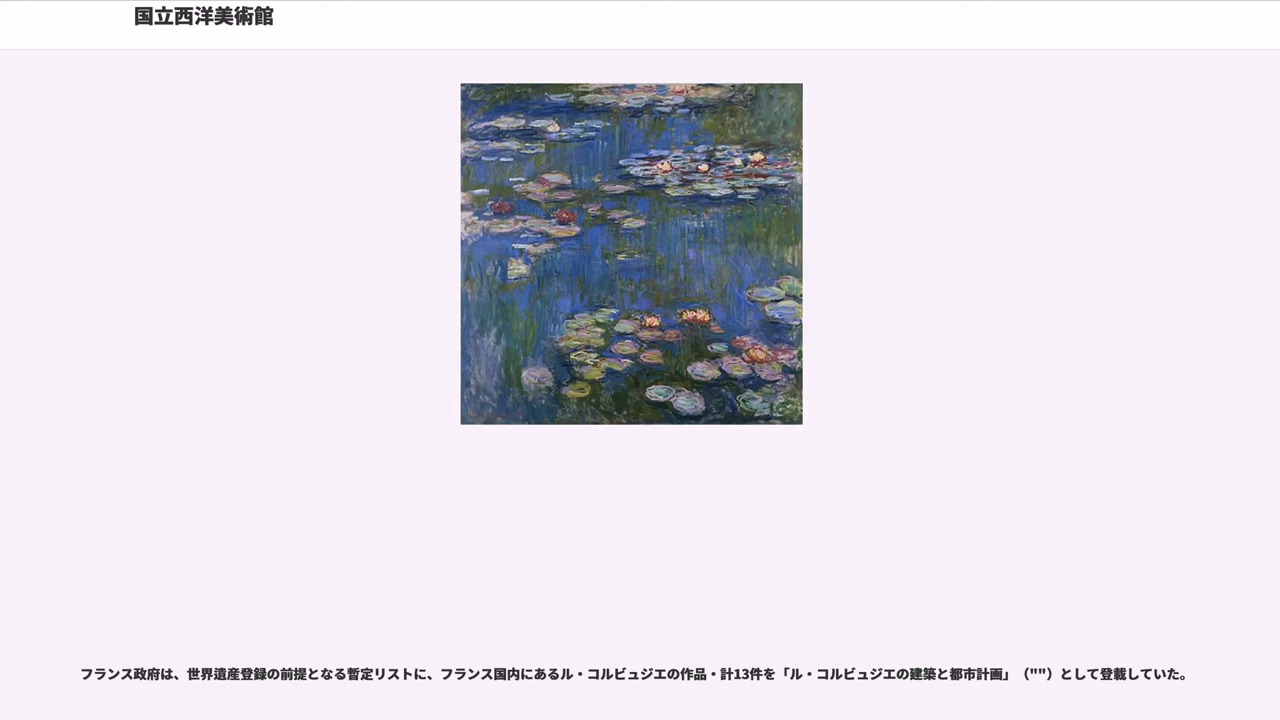 国立西洋美術館
フランス政府は、世界遺産登録の前提となる暫定リストに、フランス国内にあるル・コルビュジエの作品・計13件を「ル・コルビュジエの建築と都市計画」（""）として登載していた。